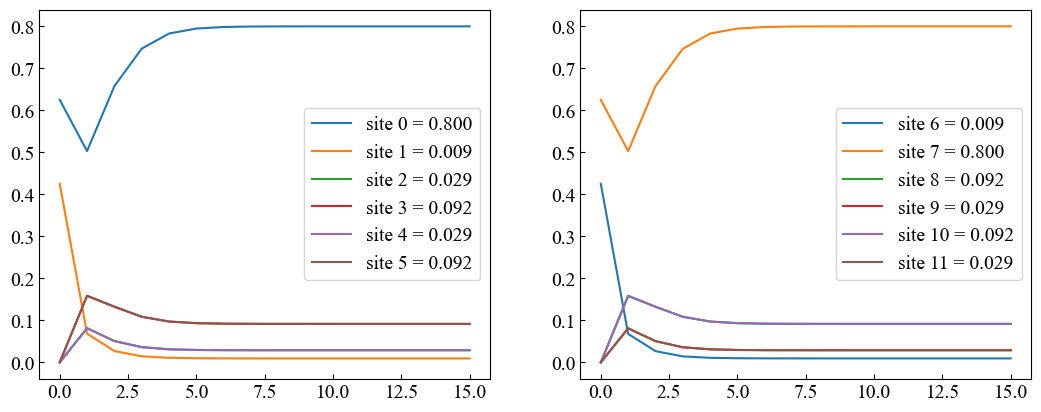 0.8
0.7
0.6
0.5
0.4
0.3
0.2
0.1
0.0
site 0 = 0.800
site 1 = 0.009
site 2 = 0.029
site 3 = 0.092
site 4 = 0.029
site 5 = 0.092
0.0 2.5 5.0 7.5 10.0 12.5 15.0
0.8
0.7
0.6
0.5
0.4
0.3
0.2
0.1
0.0
site 6 = 0.009
site 7 = 0.800
site 8 = 0.092
site 9 = 0.029
site 10 = 0.092
site 11 = 0.029
0.0 2.5 5.0 7.5 10.0 12.5 15.0